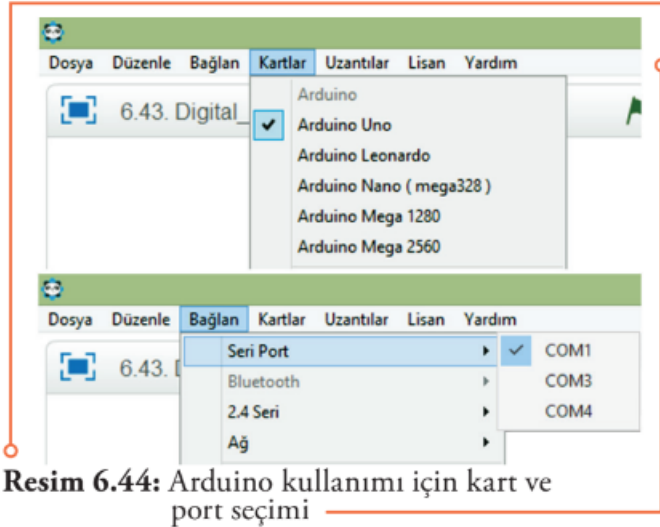 Dosya Düzenle Bağlan Kartlar Uzantılar Lisan Yardım
6.43. Digital_
Arduino
Arduino Uno
Arduino Leonardo
Arduino Nano ( mega328 )
Arduino Mega 1280
Arduino Mega 2560
Dosya Düzenle Bağlan Kartlar Uzantılar Lisan Yardım
6.43.
Seri Port
COM1
Bluetooth
COM3
2.4 Seri
COM4
Ağ
Resim 6.44: Arduino kullanımı için kart ve
port seçimi